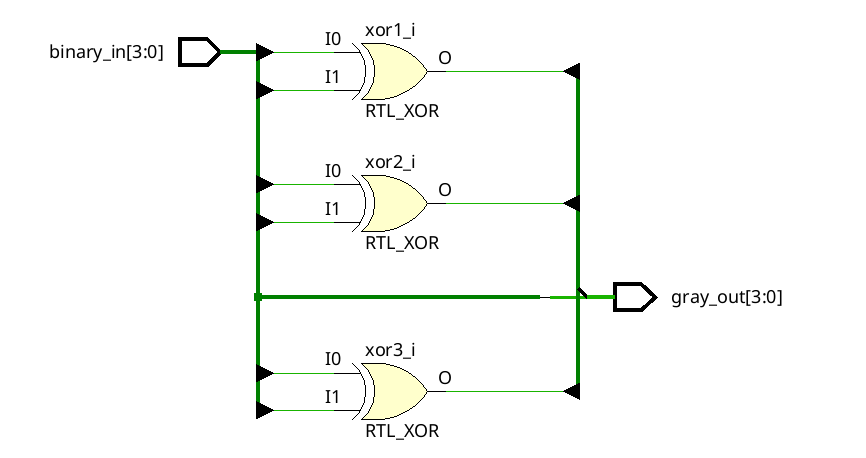 xor1_i
binary_in[3:0]
I0
O
I1
RTL_XOR
xor2_i
I0
O
I1
RTL_XOR
gray_out[3:0]
xor3_i
I0
O
I1
RTL_XOR